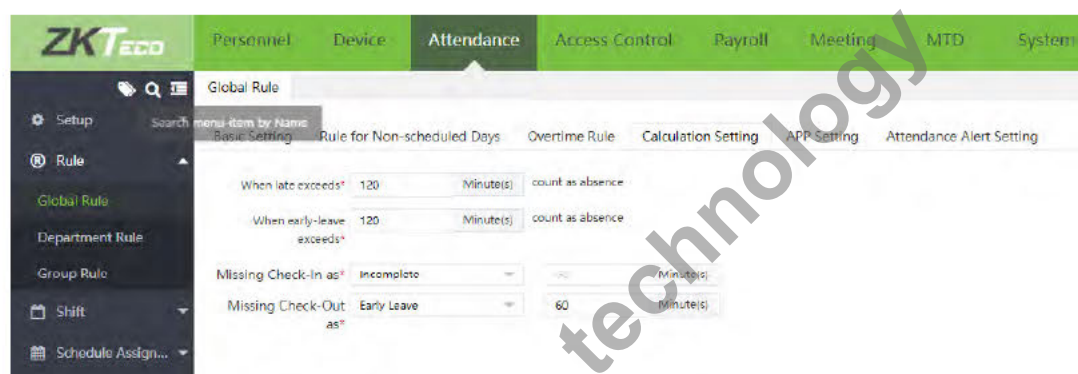 ZKTeco
Personnel Device Attendance Access Control Payroll Meeting MTD System
Global Rule
Setup
Search menu-item by Name
Basic Setting Rule for Non-scheduled Days Overtime Rule Calculation Setting APP Setting Attendance Alert Setting
Rule
When late exceeds* 120 Minute(s) count as absence
Global Rule
When early-leave exceeds* 120 Minute(s) count as absence
Department Rule
Group Rule
Missing Check-In as* Incomplete Minute(s)
Shift
Missing Check-Out as* Early Leave 60 Minute(s)
Schedule Assign...
technology